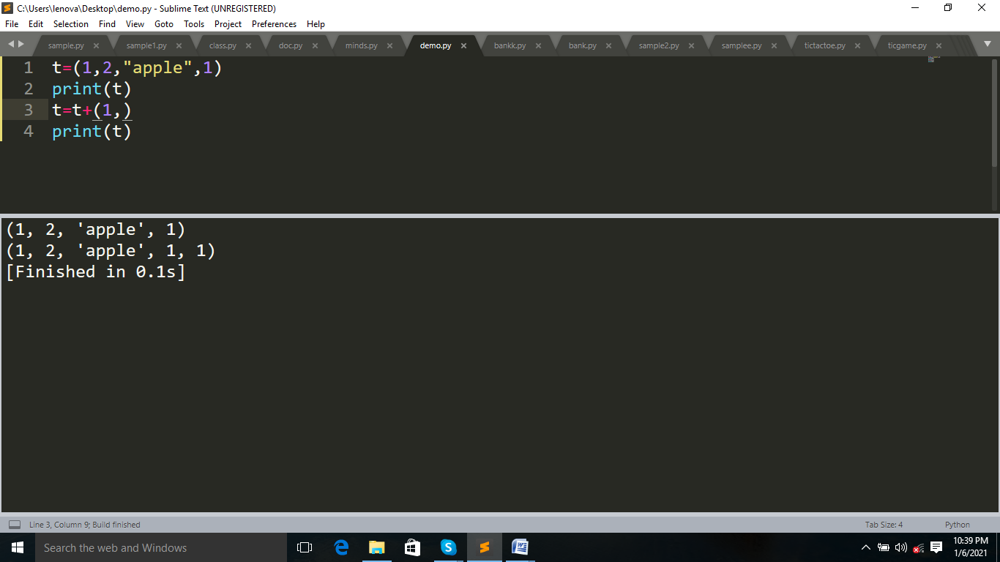 C:\Users\lenova\Desktop\demo.py - Sublime Text (UNREGISTERED)
File Edit Selection Find View Goto Tools Project Preferences Help
sample.py sample1.py class.py doc.py minds.py demo.py bankk.py bank.py sample2.py samplee.py tictactoe.py ticgame.py
1 t=(1,2,"apple",1)
2 print(t)
3 t=t+(1,)
4 print(t)
(1, 2, 'apple', 1)
(1, 2, 'apple', 1, 1)
[Finished in 0.1s]
Line 3, Column 9; Build finished Tab Size: 4 Python
Search the web and Windows 10:39 PM
1/6/2021